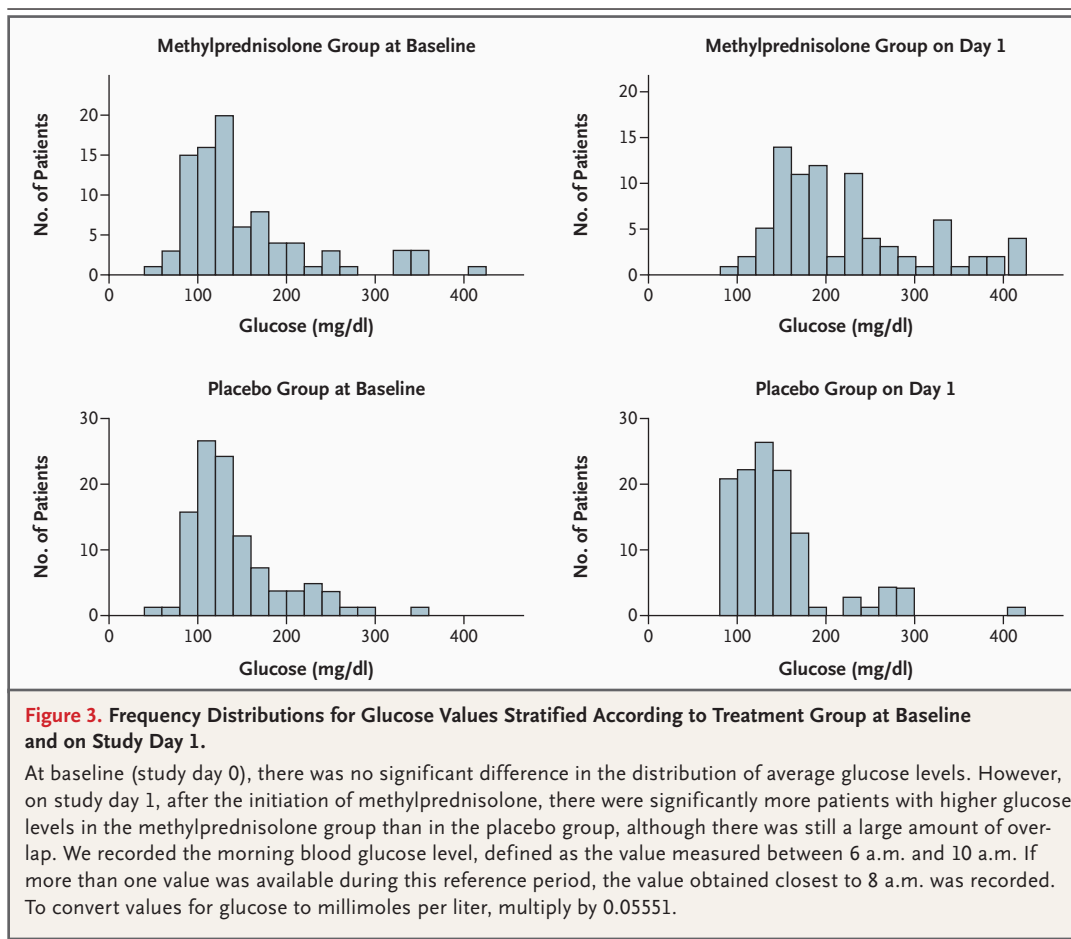 Methylprednisolone Group at Baseline
No. of Patients
20
15
10
5
0
0 100 200 300 400
Glucose (mg/dl)
Methylprednisolone Group on Day 1
No. of Patients
20
15
10
5
0
0 100 200 300 400
Glucose (mg/dl)
Placebo Group at Baseline
No. of Patients
30
20
10
0
0 100 200 300 400
Glucose (mg/dl)
Placebo Group on Day 1
No. of Patients
30
20
10
0
0 100 200 300 400
Glucose (mg/dl)
Figure 3. Frequency Distributions for Glucose Values Stratified According to Treatment Group at Baseline
and on Study Day 1.
At baseline (study day 0), there was no significant difference in the distribution of average glucose levels. However,
on study day 1, after the initiation of methylprednisolone, there were significantly more patients with higher glucose
levels in the methylprednisolone group than in the placebo group, although there was still a large amount of over-
lap. We recorded the morning blood glucose level, defined as the value measured between 6 a.m. and 10 a.m. If
more than one value was available during this reference period, the value obtained closest to 8 a.m. was recorded.
To convert values for glucose to millimoles per liter, multiply by 0.05551.